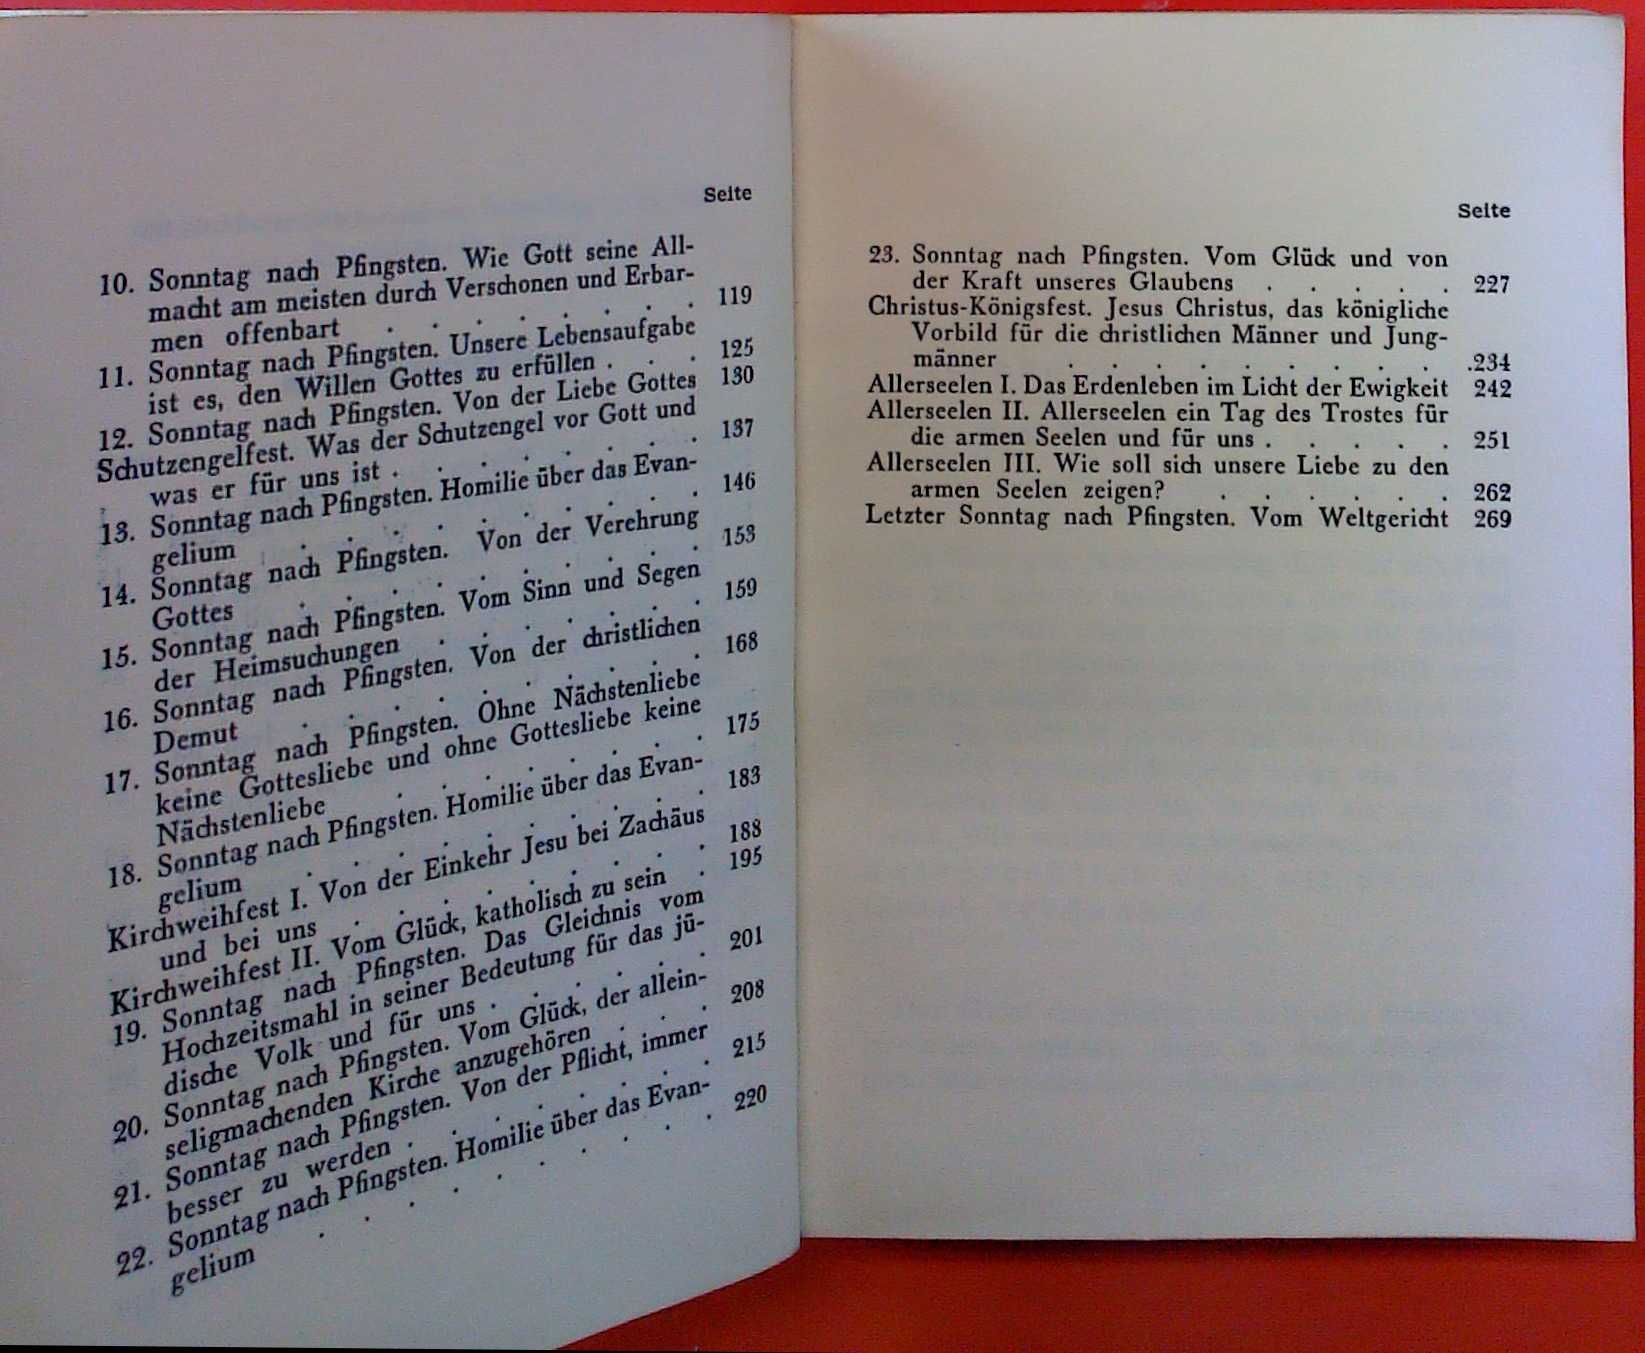 Seite
10. Sonntag nach Pfingsten. Wie Gott seine All-
macht am meisten durch Verschonen und Erbar-
men offenbart . . . . . . . . 119
11. Sonntag nach Pfingsten. Unsere Lebensaufgabe
ist es, den Willen Gottes zu erfüllen . . . 125
12. Sonntag nach Pfingsten. Von der Liebe Gottes 130
Schutzengelfest. Was der Schutzengel vor Gott und
was er für uns ist . . . . . . . . 137
13. Sonntag nach Pfingsten. Homilie über das Evan-
gelium . . . . . . . . . . 146
14. Sonntag nach Pfingsten. Von der Verehrung
Gottes . . . . . . . . . . 153
15. Sonntag nach Pfingsten. Vom Sinn und Segen
der Heimsuchungen . . . . . . . 159
16. Sonntag nach Pfingsten. Von der christlichen
Demut . . . . . . . . . . 168
17. Sonntag nach Pfingsten. Ohne Nächstenliebe
keine Gottesliebe und ohne Gottesliebe keine
Nächstenliebe . . . . . . . . 175
18. Sonntag nach Pfingsten. Homilie über das Evan-
gelium . . . . . . . . . . 183
Kirchweihfest I. Von der Einkehr Jesu bei Zachäus
und bei uns . . . . . . . . . 188
Kirchweihfest II. Vom Glück, katholisch zu sein . 195
19. Sonntag nach Pfingsten. Das Gleichnis vom
Hochzeitsmahl in seiner Bedeutung für das jü-
dische Volk und für uns . . . . . . 201
20. Sonntag nach Pfingsten. Vom Glück, der allein-
seligmachenden Kirche anzugehören . . . 208
21. Sonntag nach Pfingsten. Von der Pflicht, immer
besser zu werden . . . . . . . . 215
22. Sonntag nach Pfingsten. Homilie über das Evan-
gelium . . . . . . . . . . 220
Seite
23. Sonntag nach Pfingsten. Vom Glück und von
der Kraft unseres Glaubens . . . . . 227
Christus-Königsfest. Jesus Christus, das königliche
Vorbild für die christlichen Männer und Jung-
männer . . . . . . . . . .234
Allerseelen I. Das Erdenleben im Licht der Ewigkeit 242
Allerseelen II. Allerseelen ein Tag des Trostes für
die armen Seelen und für uns . . . . . 251
Allerseelen III. Wie soll sich unsere Liebe zu den
armen Seelen zeigen? . . . . . . 262
Letzter Sonntag nach Pfingsten. Vom Weltgericht 269